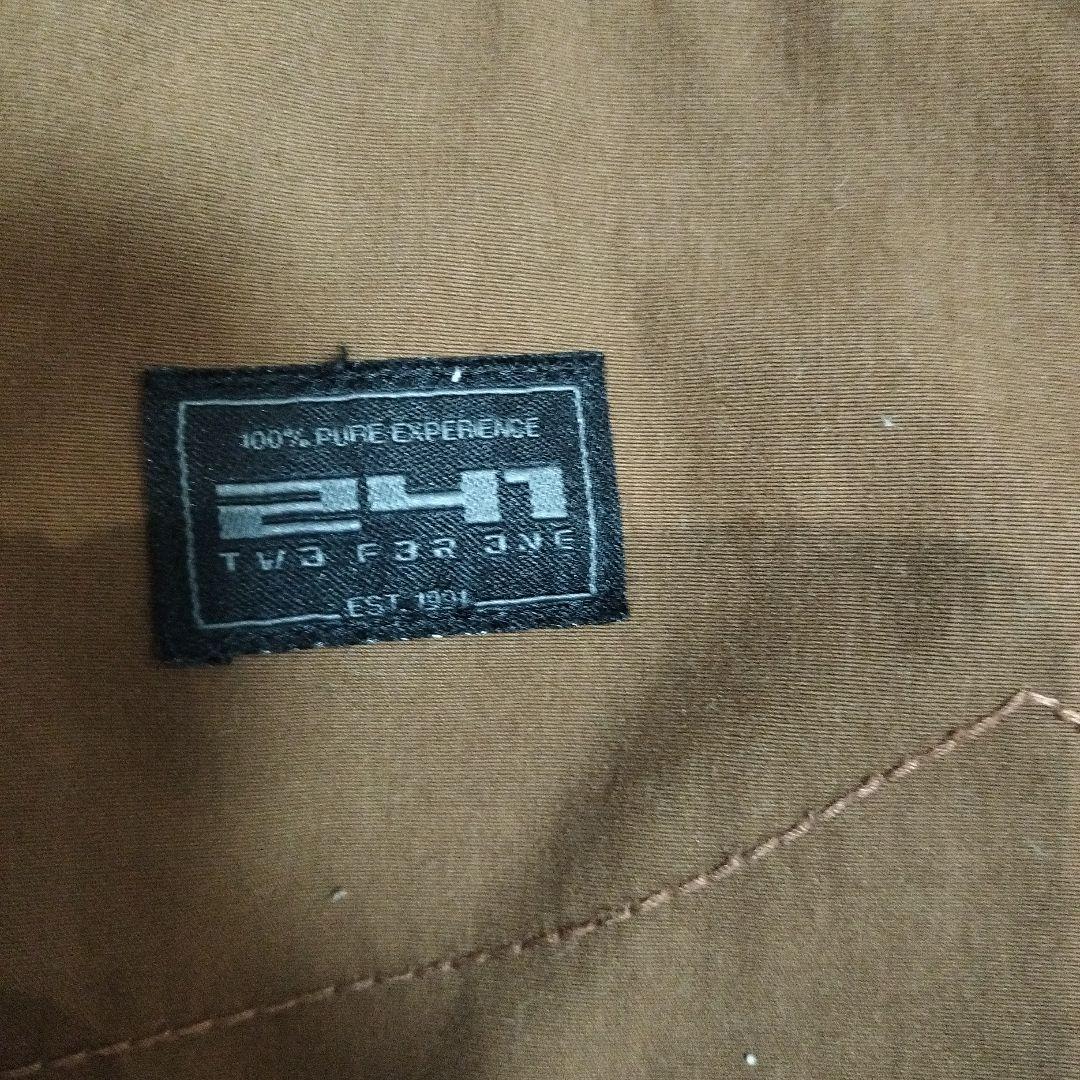 100% PURE EXPERIENCE
241
TWO FOR ONE
EST. 1991